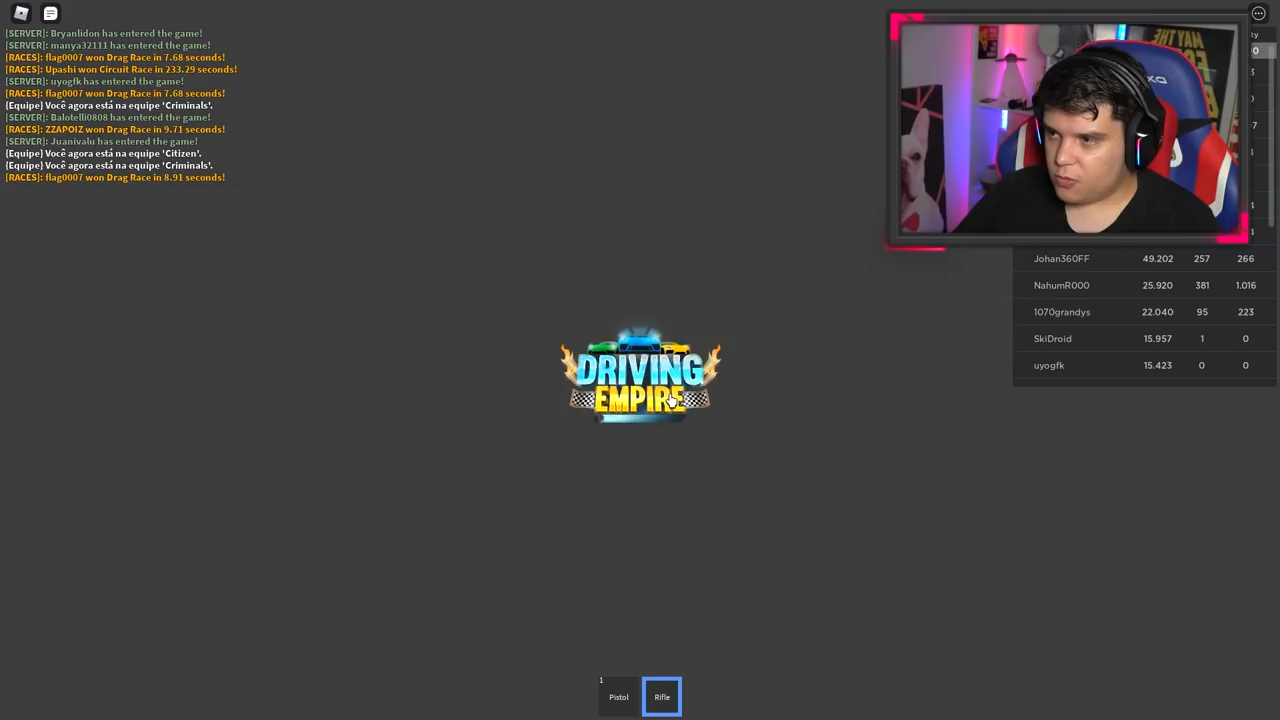 [SERVER]: Bryanlidon has entered the game!
[SERVER]: manya32111 has entered the game!
[RACES]: flag0007 won Drag Race in 7.68 seconds!
[RACES]: Upashi won Circuit Race in 233.29 seconds!
[SERVER]: uyogfk has entered the game!
[RACES]: flag0007 won Drag Race in 7.68 seconds!
{Equipe} Você agora está na equipe 'Criminals'.
[SERVER]: Balotelli0808 has entered the game!
[RACES]: ZZAPOIZ won Drag Race in 9.71 seconds!
[SERVER]: Juanivalu has entered the game!
{Equipe} Você agora está na equipe 'Citizen'.
{Equipe} Você agora está na equipe 'Criminals'.
[RACES]: flag0007 won Drag Race in 8.91 seconds!
MAY THE
Johan360FF 49.202 257 266
NahumR000 25.920 381 1.016
1070grandys 22.040 95 223
SkiDroid 15.957 1 0
uyogfk 15.423 0 0
DRIVING
EMPIRE
1
Pistol
Rifle